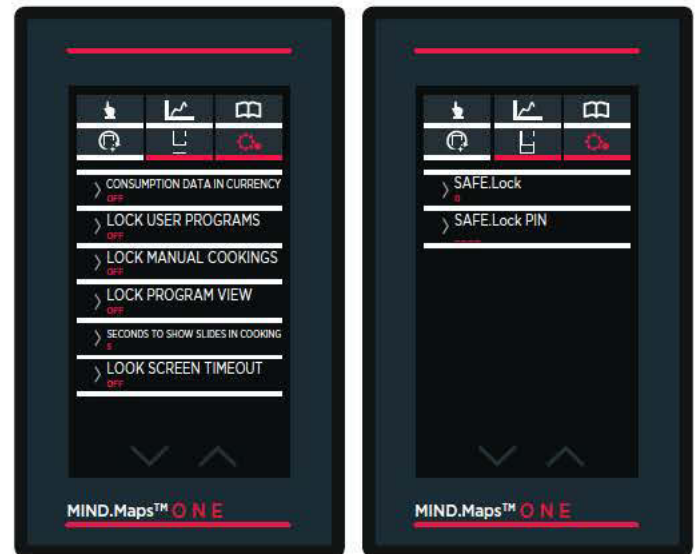 CONSUMPTION DATA IN CURRENCY
OFF
LOCK USER PROGRAMS
OFF
LOCK MANUAL COOKINGS
OFF
LOCK PROGRAM VIEW
OFF
SECONDS TO SHOW SLIDES IN COOKING
5
LOOK SCREEN TIMEOUT
OFF
MIND.Maps™ ONE
SAFE.Lock
0
SAFE.Lock PIN
____
MIND.Maps™ ONE